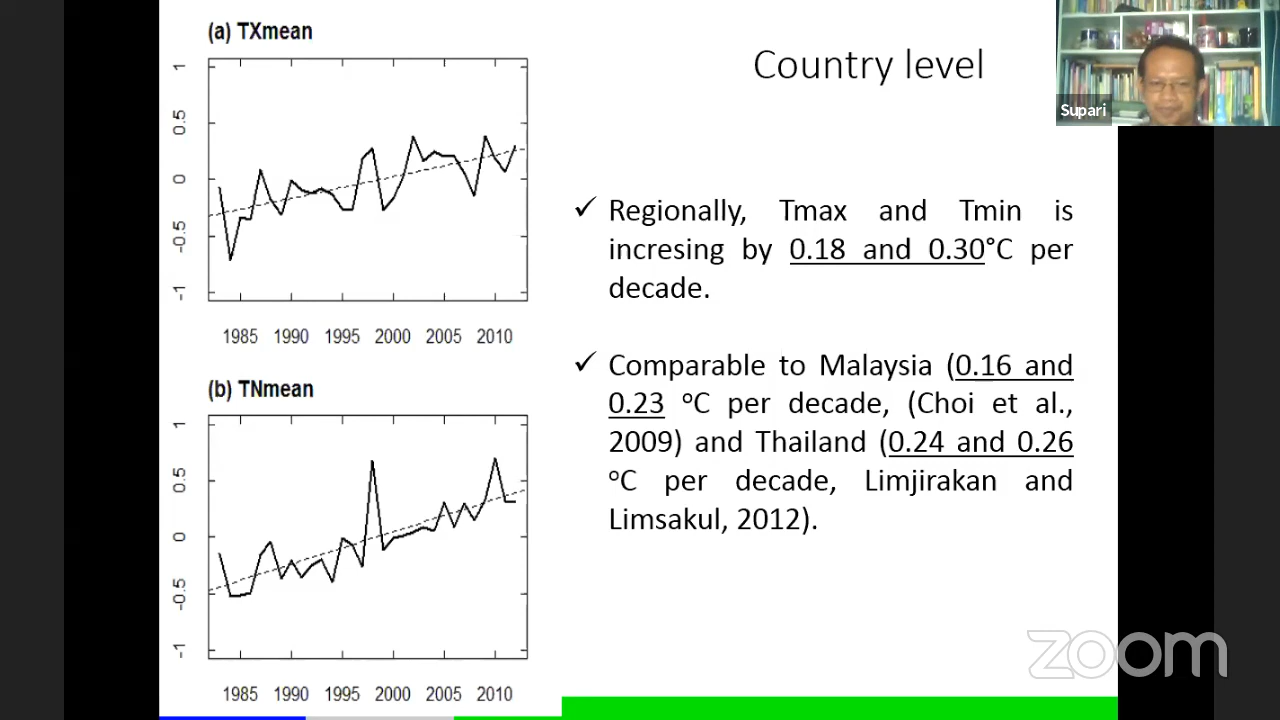 (a) TXmean
1
0.5
0
-0.5
-1
1985 1990 1995 2000 2005 2010
(b) TNmean
1
0.5
0
-0.5
-1
1985 1990 1995 2000 2005 2010
Country level
✓ Regionally, Tmax and Tmin is
incresing by 0.18 and 0.30°C per
decade.
✓ Comparable to Malaysia (0.16 and
0.23 °C per decade, (Choi et al.,
2009) and Thailand (0.24 and 0.26
°C per decade, Limjirakan and
Limsakul, 2012).
Supari
zoom